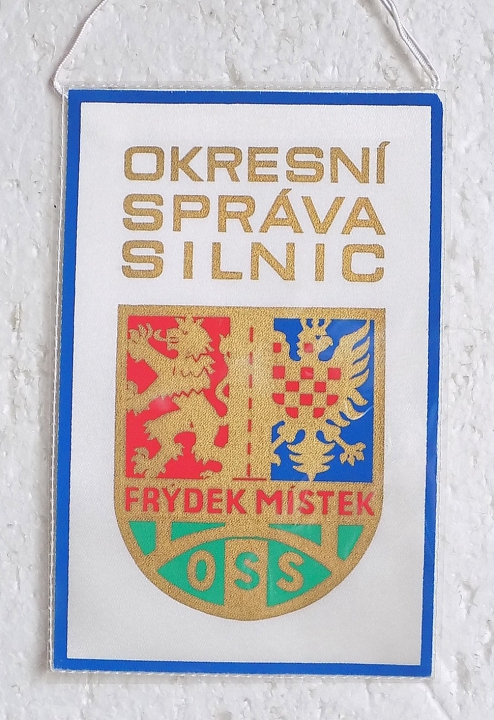 OKRESNÍ
SPRÁVA
SILNIC
FRÝDEK MÍSTEK
OSS